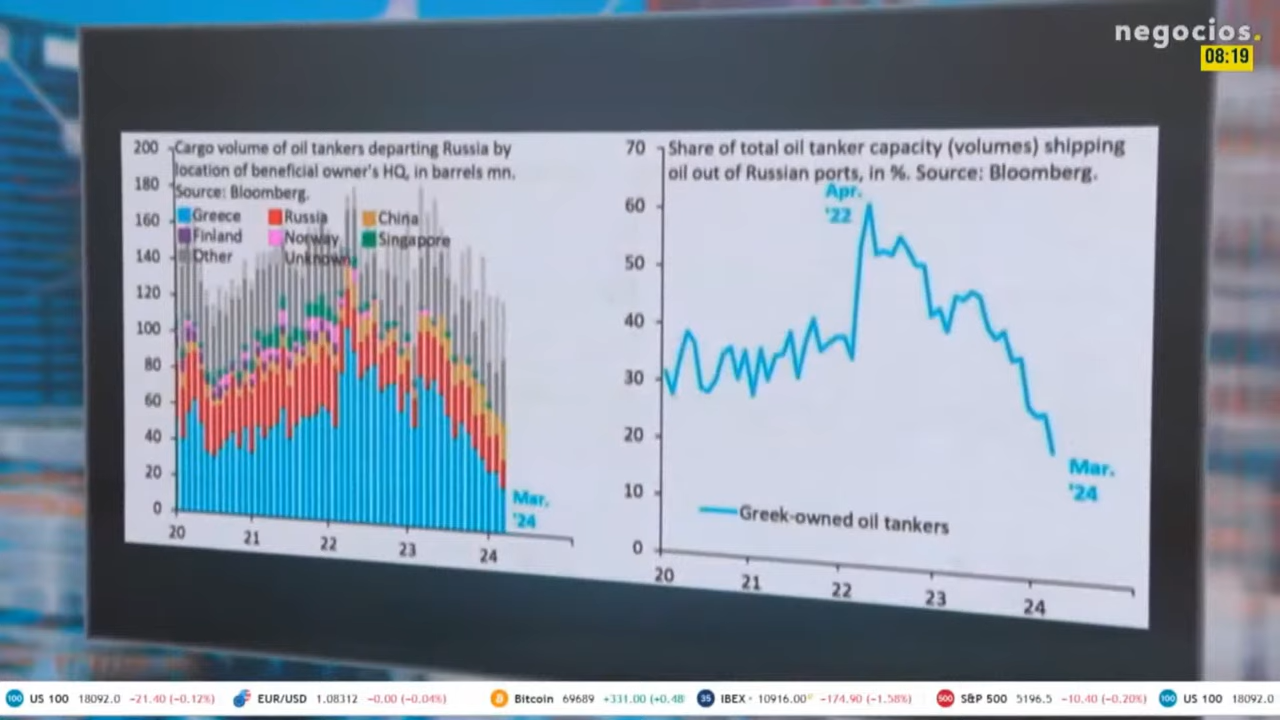 negocios.
08:19
Cargo volume of oil tankers departing Russia by
location of beneficial owner's HQ, in barrels mn.
Source: Bloomberg.
Greece Russia China
Finland Norway Singapore
Other Unknown
200
180
160
140
120
100
80
60
40
20
0
20 21 22 23 24
Mar.
'24
Share of total oil tanker capacity (volumes) shipping
oil out of Russian ports, in %. Source: Bloomberg.
70
60
50
40
30
20
10
0
Apr.
'22
Mar.
'24
Greek-owned oil tankers
20 21 22 23 24
100 US 100 18092.0 -21.40 (-0.12%) EUR/USD 1.08312 -0.00 (-0.04%) Bitcoin 69689 +331.00 (+0.48 35 IBEX 10916.00 -174.90 (-1.58%) 500 S&P 500 5196.5 -10.40 (-0.20%) 100 US 100 18092.0